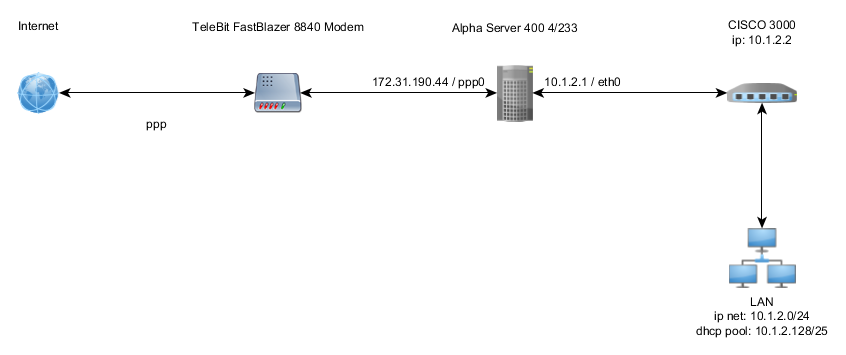 Internet
TeleBit FastBlazer 8840 Modem
Alpha Server 400 4/233
CISCO 3000
ip: 10.1.2.2
172.31.190.44 / ppp0
10.1.2.1 / eth0
ppp
LAN
ip net: 10.1.2.0/24
dhcp pool: 10.1.2.128/25